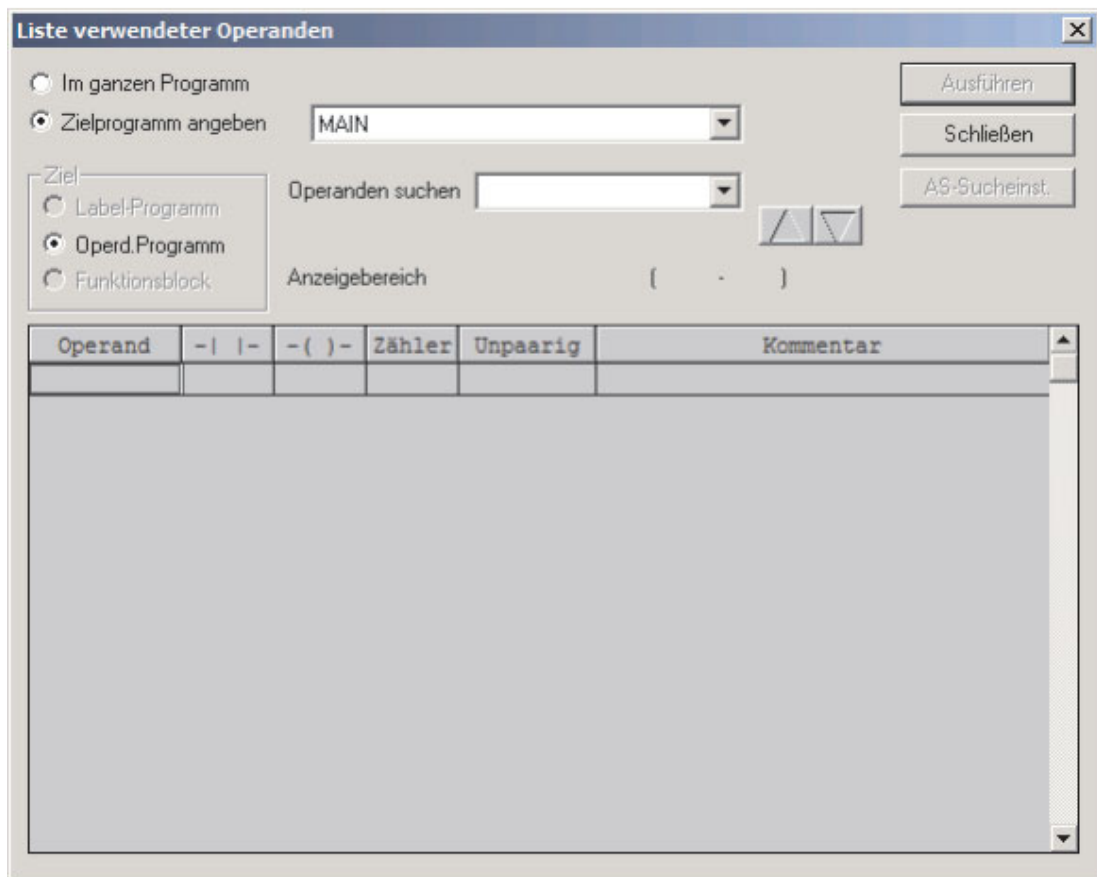 Liste verwendeter Operanden
Im ganzen Programm
Ausführen
Zielprogramm angeben MAIN
Schließen
Ziel
Operanden suchen
AS-Sucheinst.
Label-Programm
Operd.Programm
Funktionsblock
Anzeigebereich ( - )
Operand -| |- -( )- Zähler Unpaarig Kommentar